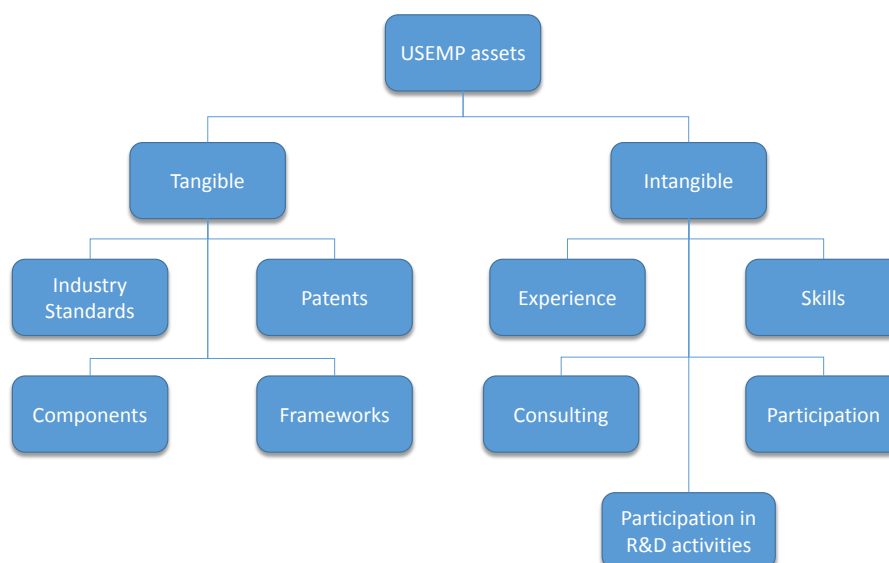 USEMP assets
Tangible
Intangible
Industry
Standards
Patents
Experience
Skills
Components
Frameworks
Consulting
Participation
Participation in
R&D activities